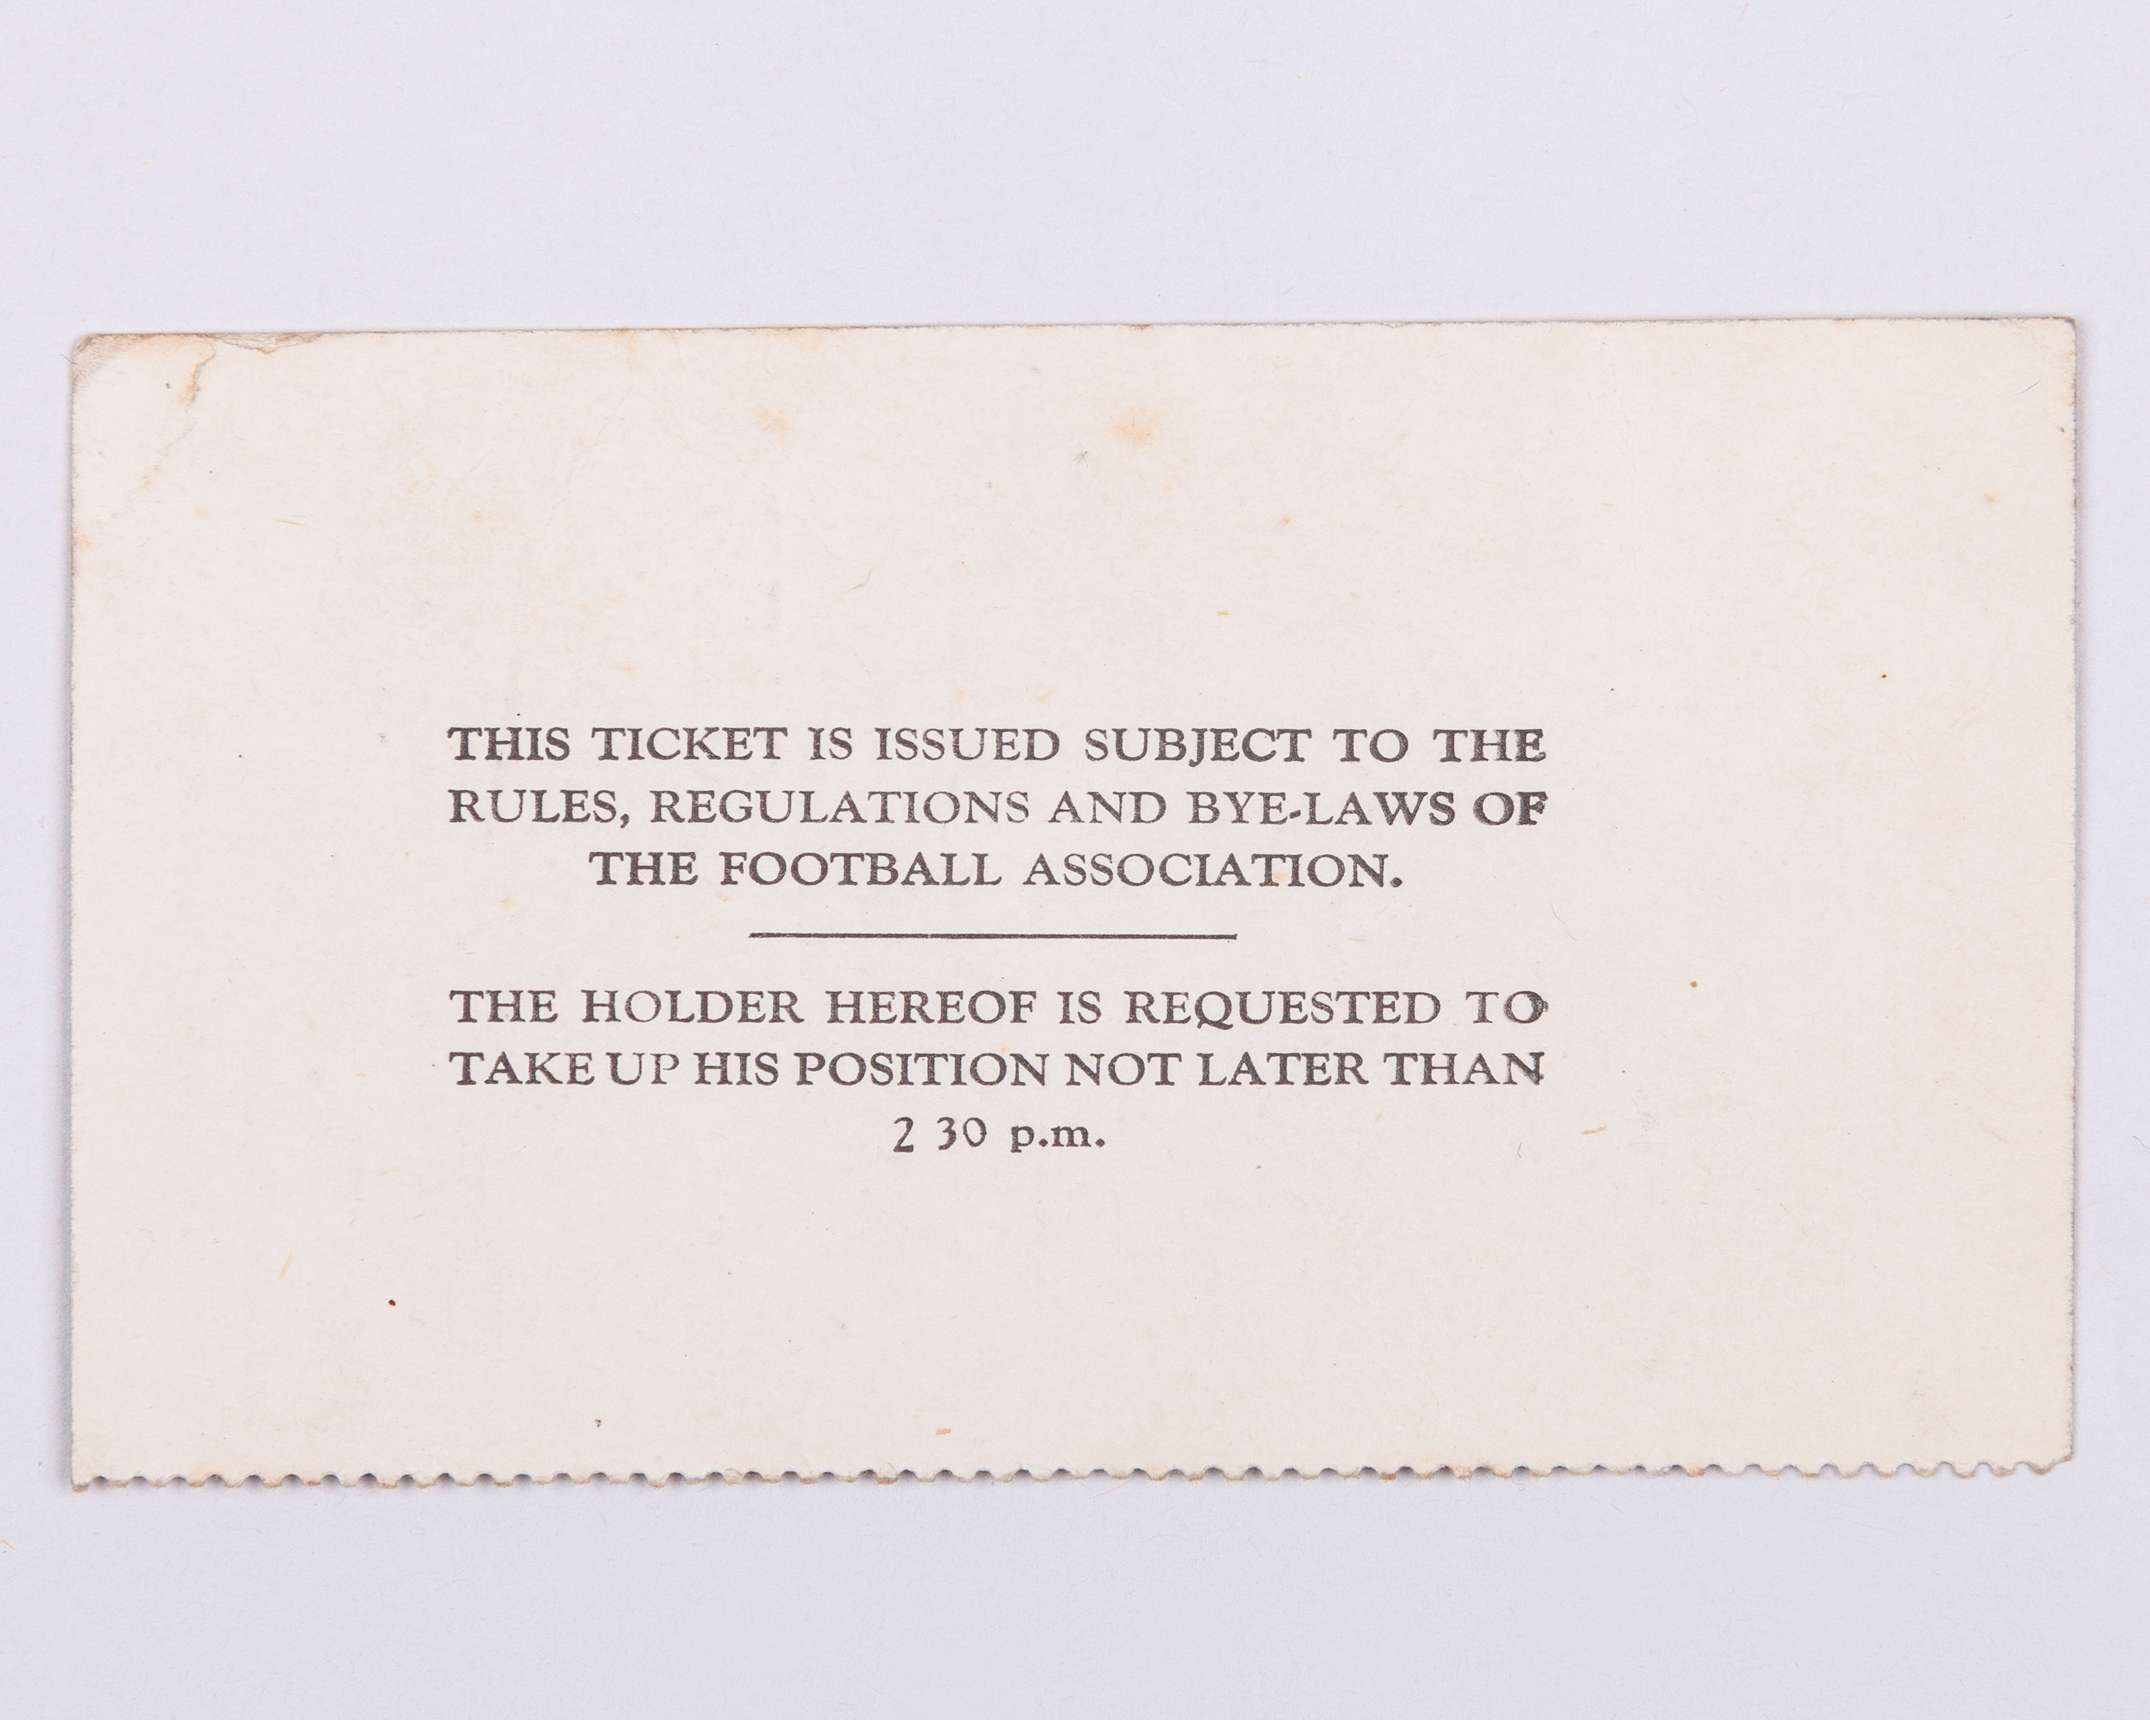 THIS TICKET IS ISSUED SUBJECT TO THE
RULES, REGULATIONS AND BYE-LAWS OF
THE FOOTBALL ASSOCIATION.
THE HOLDER HEREOF IS REQUESTED TO
TAKE UP HIS POSITION NOT LATER THAN
2 30 p.m.